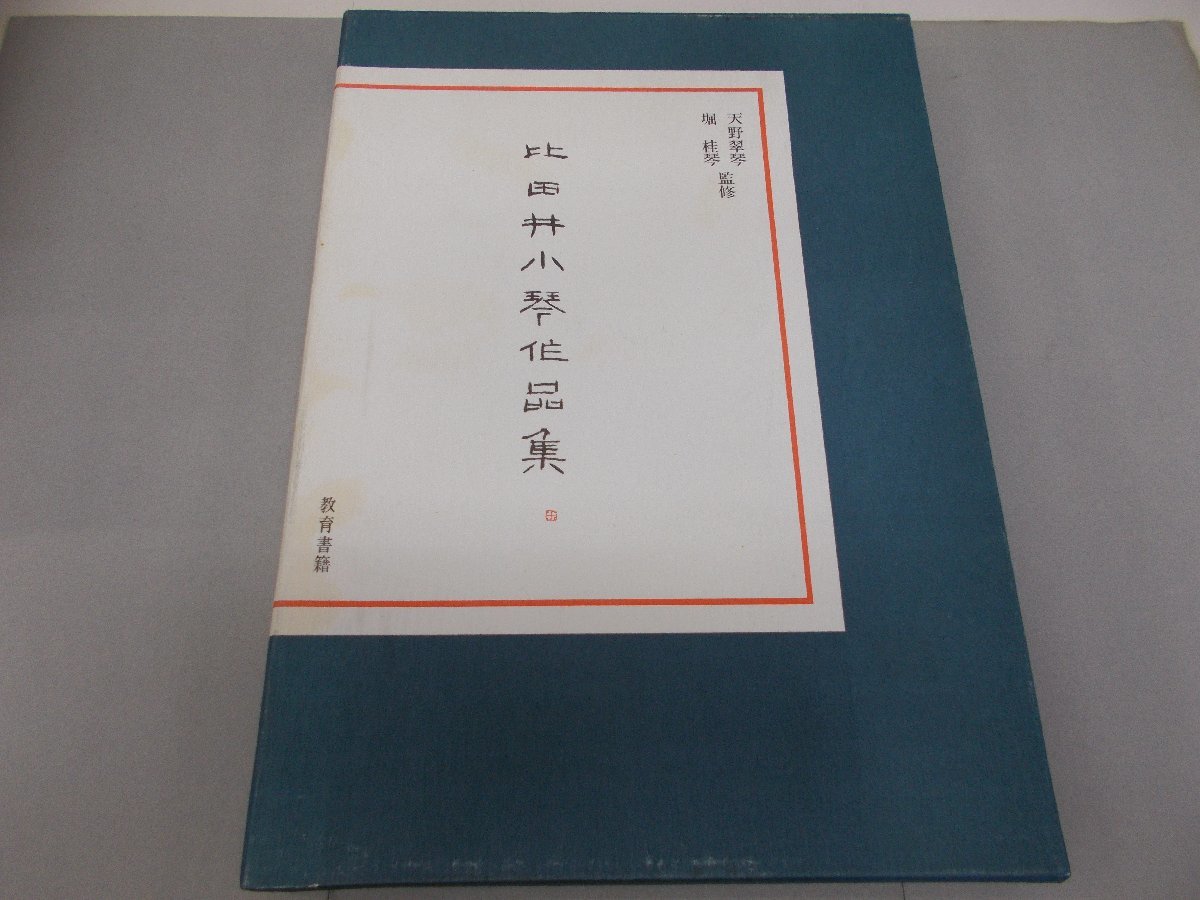 天野翠琴
堀 桂琴 監修
比田井小琴作品集
教育書籍